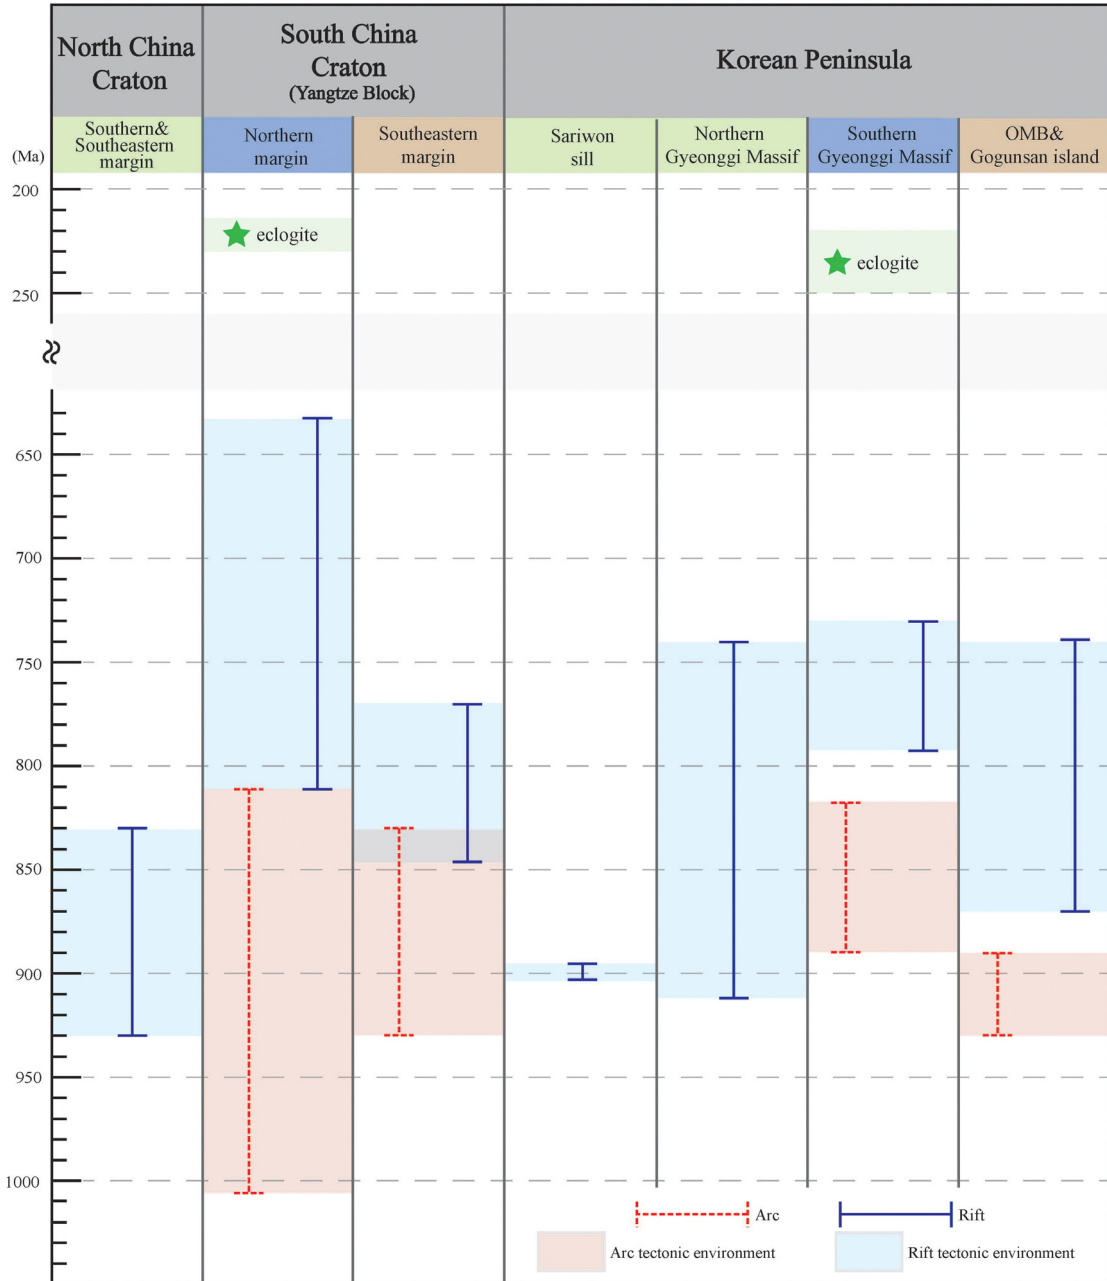 North China
Craton
South China
Craton
(Yangtze Block)
Korean Peninsula
Southern&
Southeastern
margin
Northern
margin
Southeastern
margin
Sariwon
sill
Northern
Gyeonggi Massif
Southern
Gyeonggi Massif
OMB&
Gogunsan island
(Ma)
200
eclogite
eclogite
250
650
700
750
800
850
900
950
1000
Arc
Rift
Arc tectonic environment
Rift tectonic environment